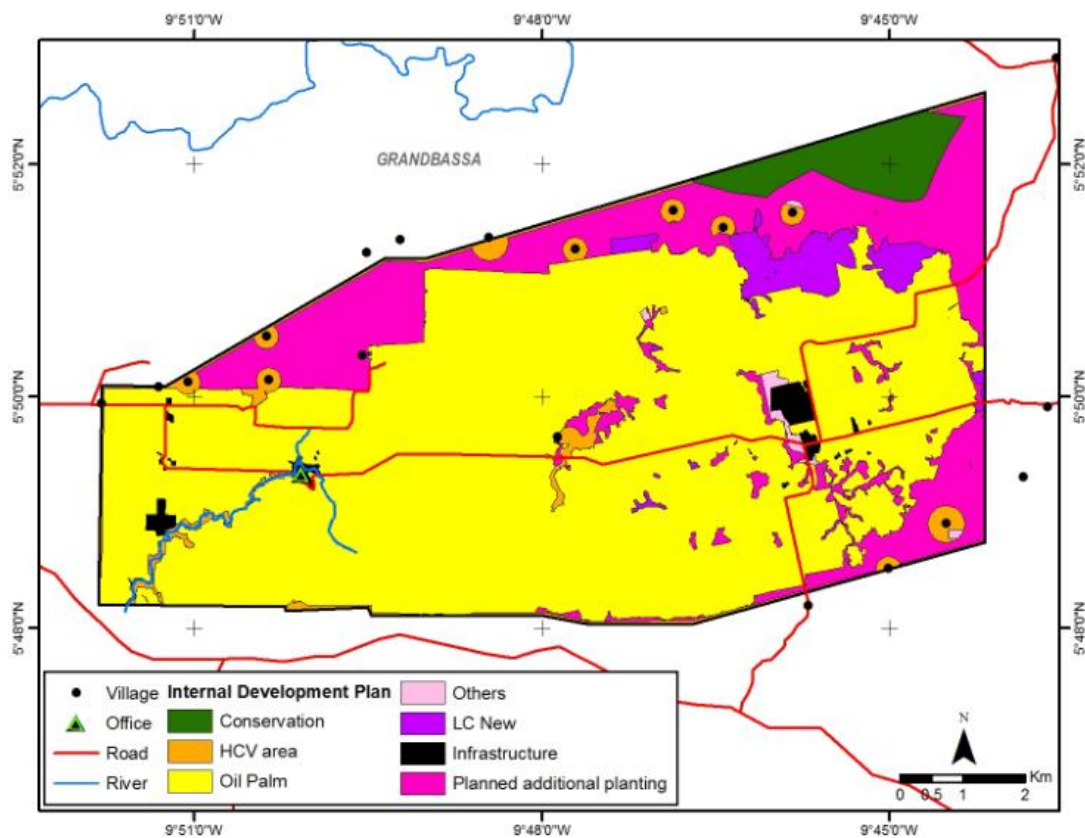 9°51'0"W 9°48'0"W 9°45'0"W
5°52'0"N 5°52'0"N
GRANDBASSA
5°50'0"N 5°50'0"N
5°48'0"N 5°48'0"N
Village Internal Development Plan Others
Office Conservation LC New
Road HCV area Infrastructure
River Oil Palm Planned additional planting
N
Km
0 0.5 1 2
9°51'0"W 9°48'0"W 9°45'0"W